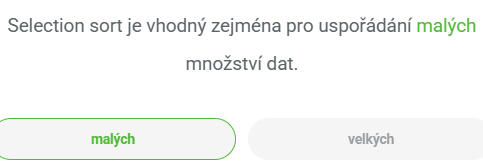 Selection sort je vhodný zejména pro uspořádání malých
množství dat.
malých
velkých